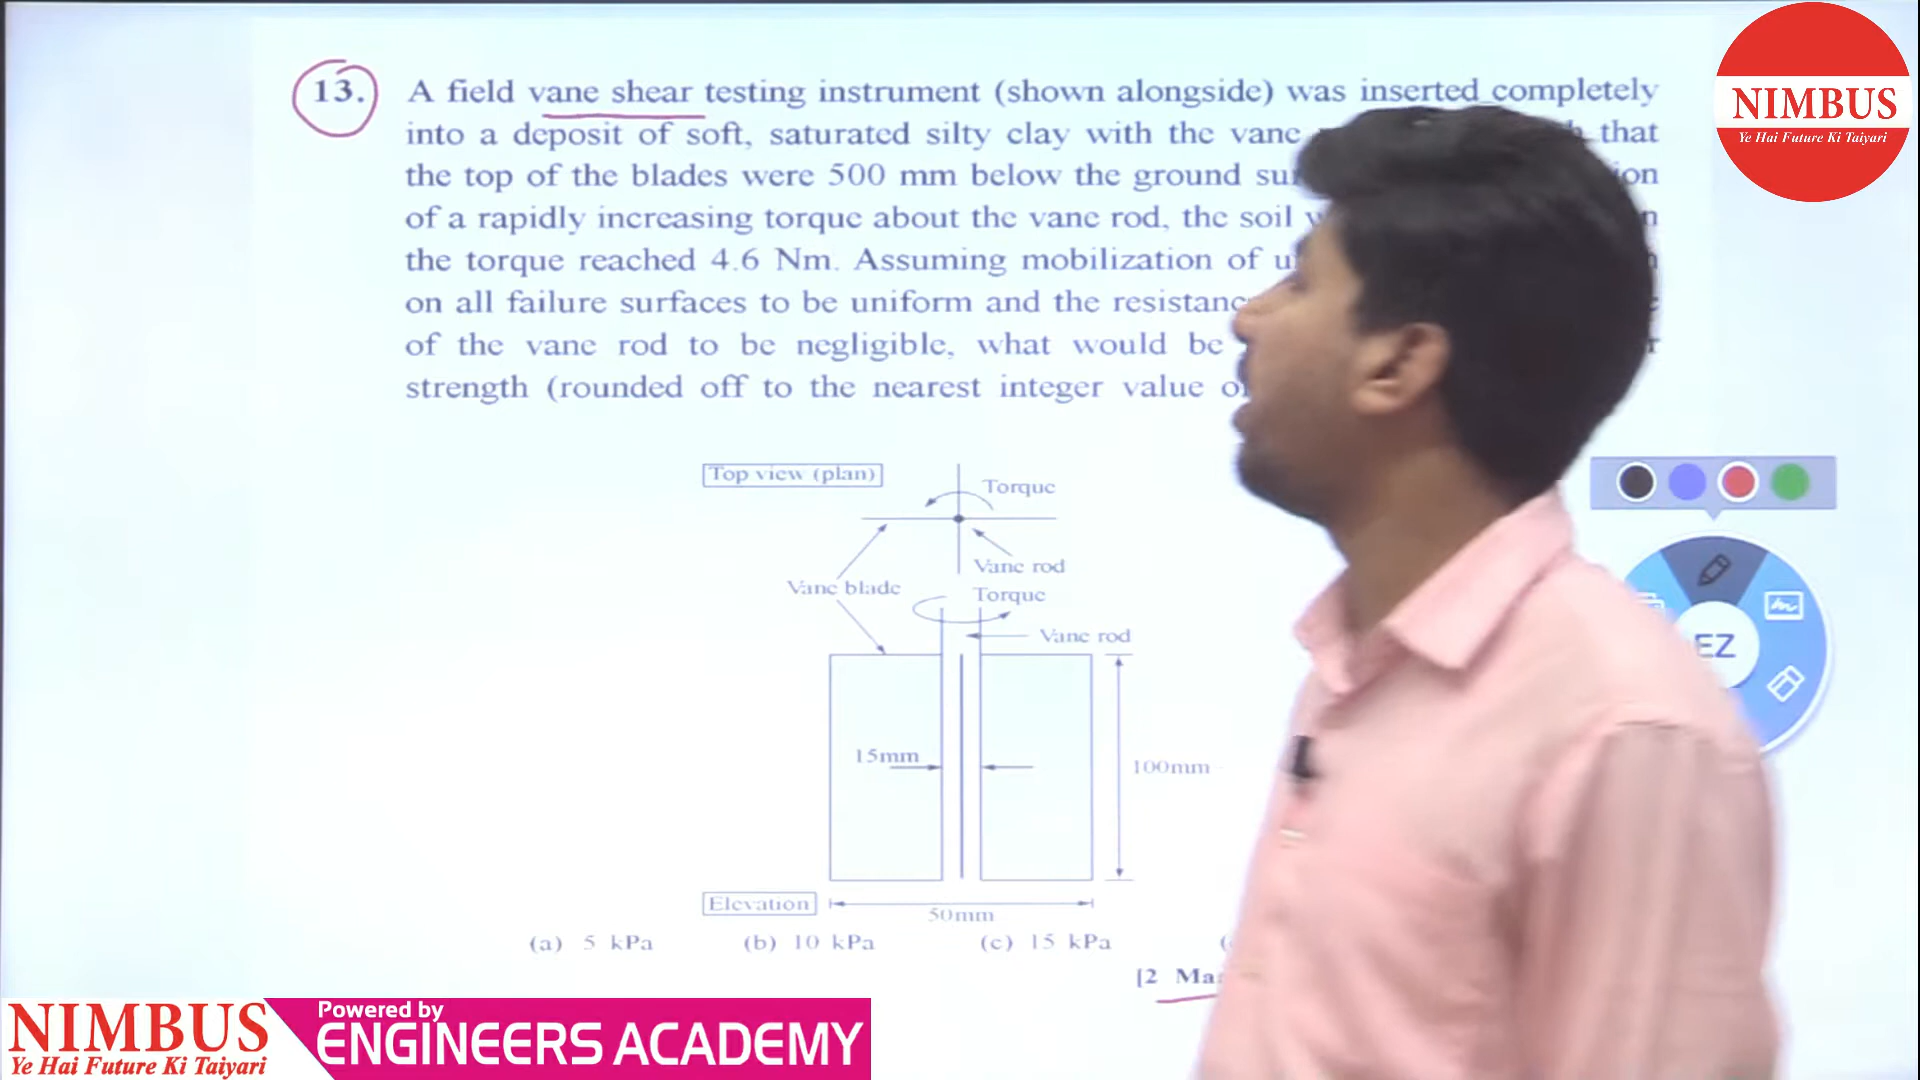 13. A field vane shear testing instrument (shown alongside) was inserted completely
into a deposit of soft, saturated silty clay with the vane that
the top of the blades were 500 mm below the ground
of a rapidly increasing torque about the vane rod, the soil
the torque reached 4.6 Nm. Assuming mobilization of
on all failure surfaces to be uniform and the
of the vane rod to be negligible, what would be
strength (rounded off to the nearest integer value
NIMBUS
Ye Hai Future Ki Taiyari
Top view (plan)
Torque
Vane rod
Vane blade
Torque
Vane rod
EZ
15mm
100mm
Elevation
50mm
(a) 5 kPa (b) 10 kPa (c) 15 kPa
[2
NIMBUS
Ye Hai Future Ki Taiyari
Powered by
ENGINEERS ACADEMY